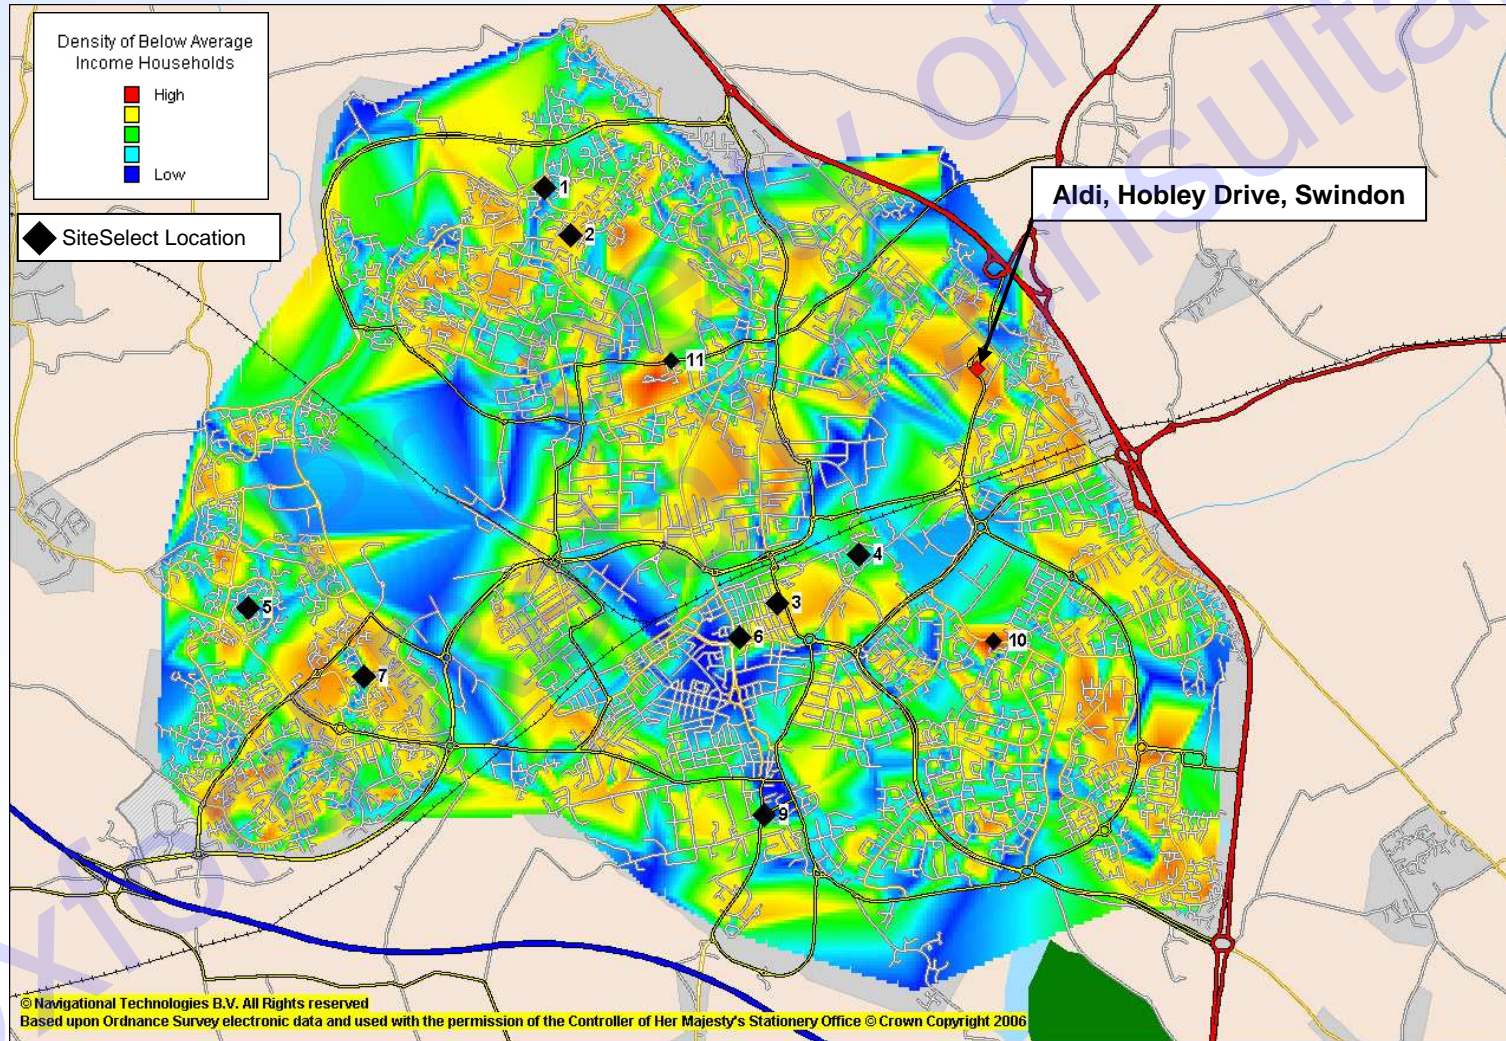 Density of Below Average
Income Households
High
Low
SiteSelect Location
Aldi, Hobley Drive, Swindon
1
2
11
4
3
5
6
10
7
9
© Navigational Technologies B.V. All Rights reserved
Based upon Ordnance Survey electronic data and used with the permission of the Controller of Her Majesty's Stationery Office © Crown Copyright 2006